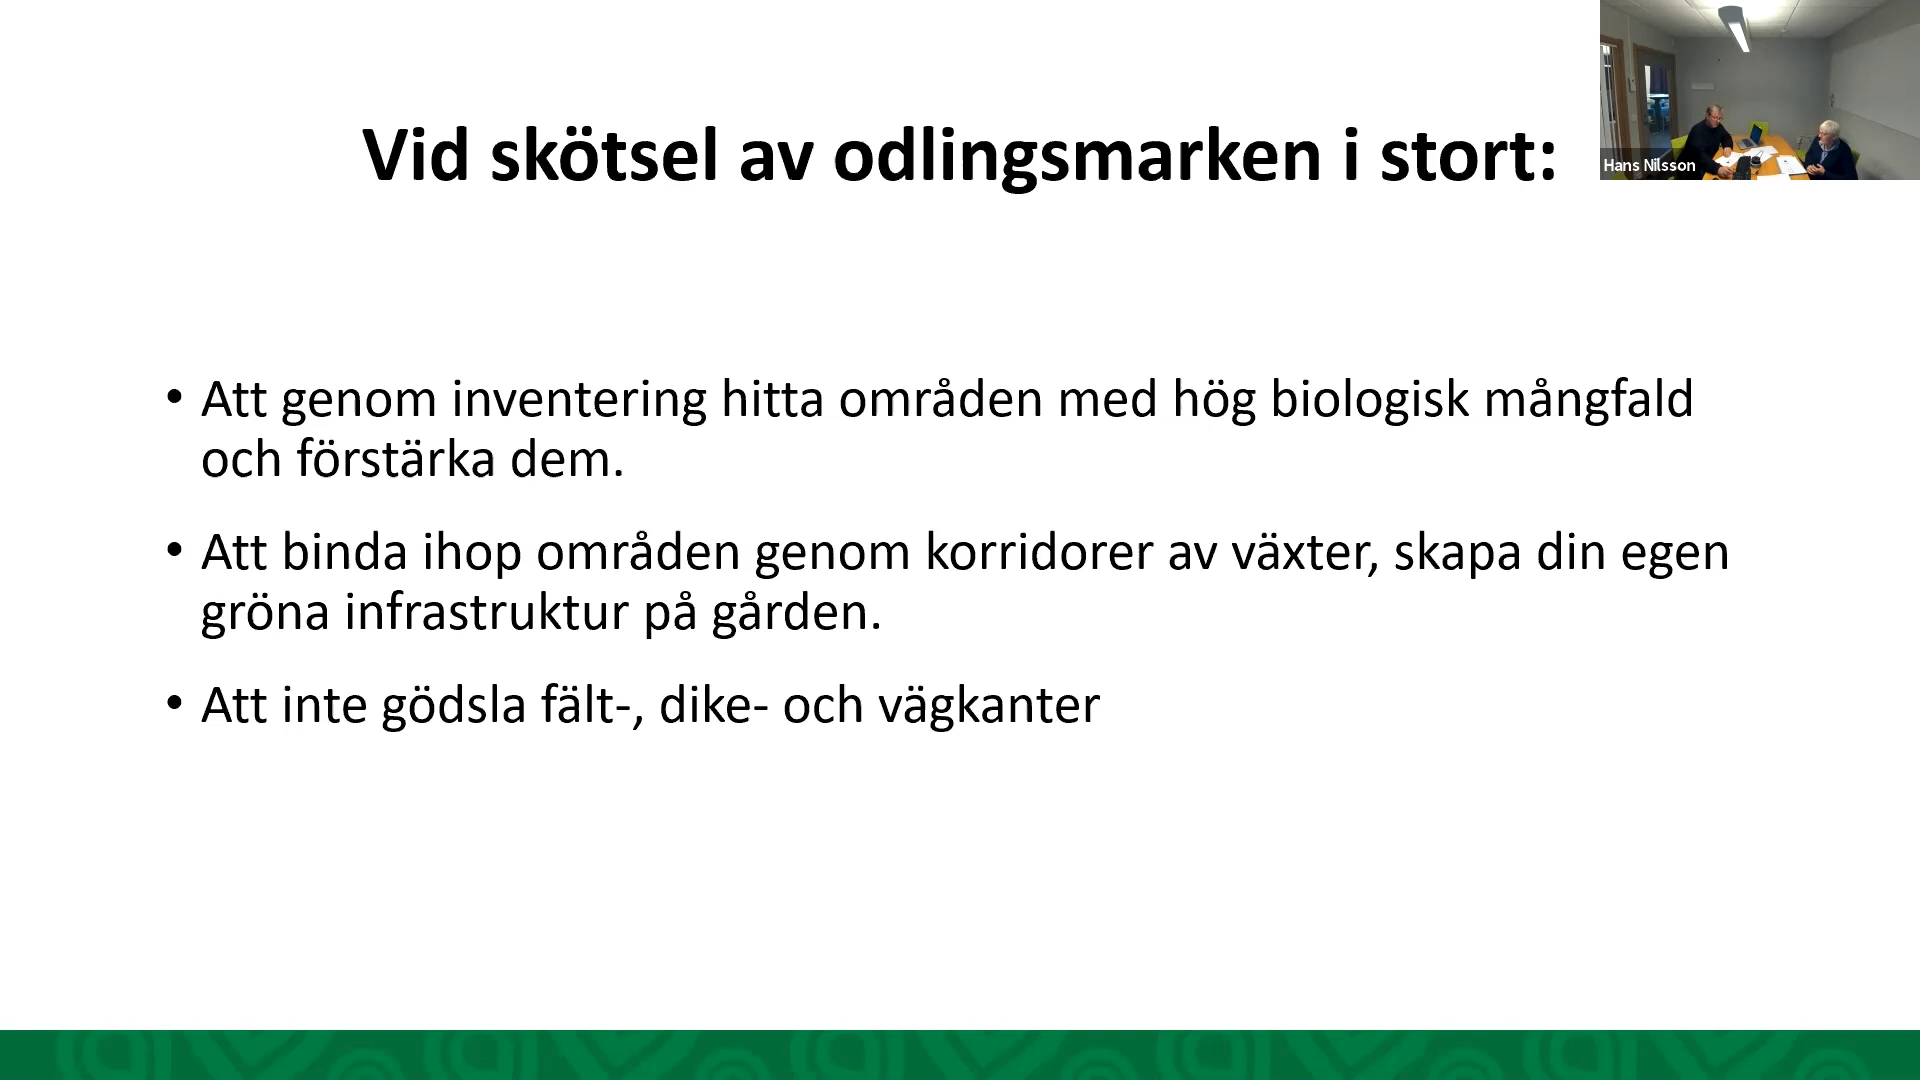 Vid skötsel av odlingsmarken i stort:
Hans Nilsson
• Att genom inventering hitta områden med hög biologisk mångfald
och förstärka dem.
• Att binda ihop områden genom korridorer av växter, skapa din egen
gröna infrastruktur på gården.
• Att inte gödsla fält-, dike- och vägkanter